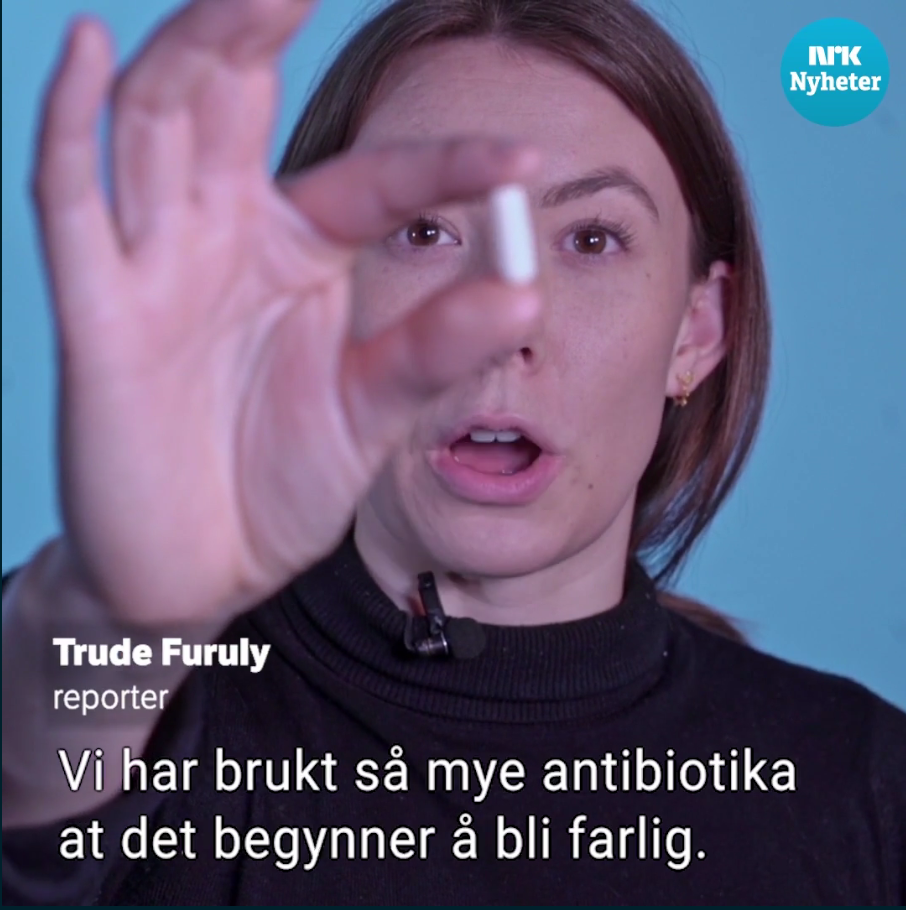 NRK
Nyheter
Trude Furuly
reporter
Vi har brukt så mye antibiotika
at det begynner å bli farlig.